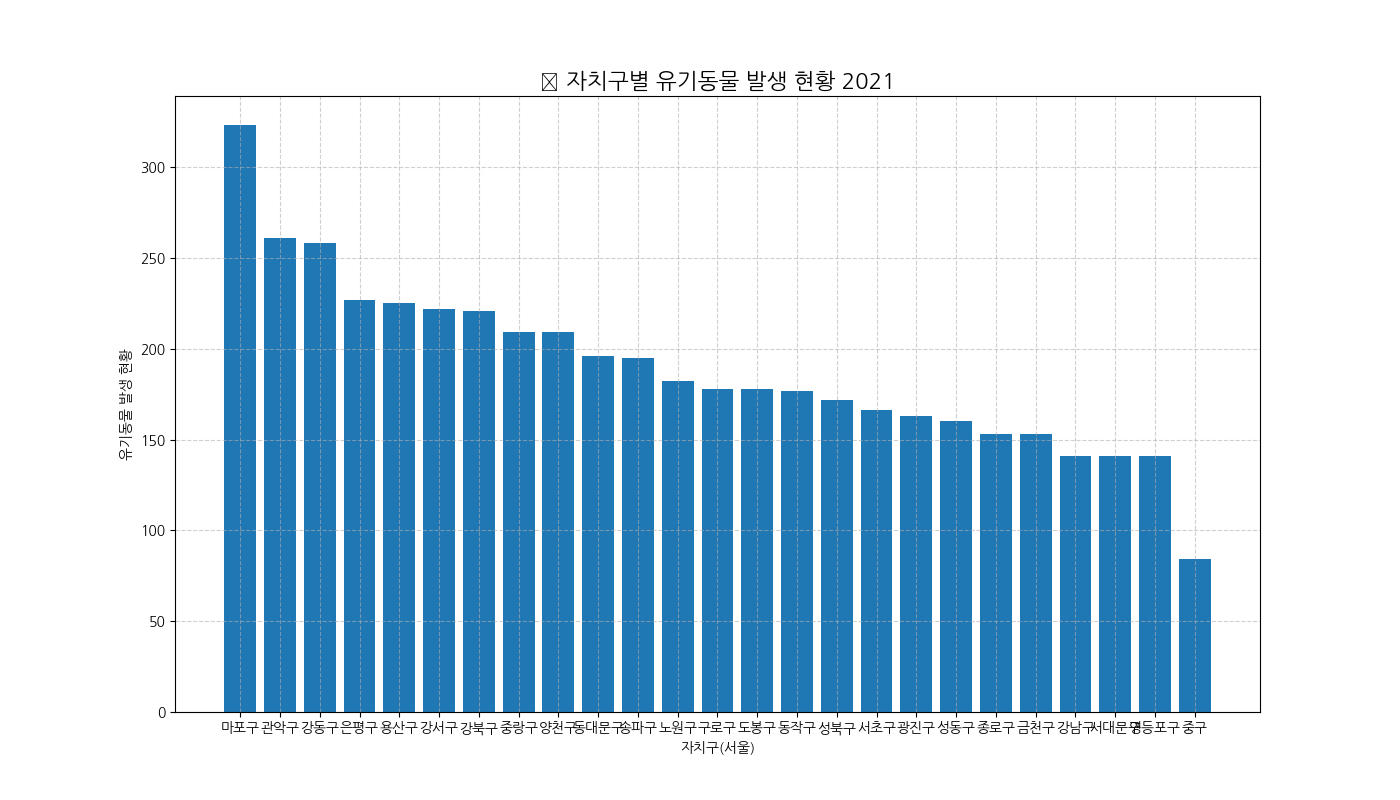 자치구별 유기동물 발생 현황 2021
300
250
200
150
100
50
0
유기동물 발생 현황
마포구 관악구 강동구 은평구 용산구 강서구 강북구 중랑구 양천구 동대문구 송파구 노원구 구로구 도봉구 동작구 성북구 서초구 광진구 성동구 종로구 금천구 강남구 서대문구 영등포구 중구
자치구(서울)